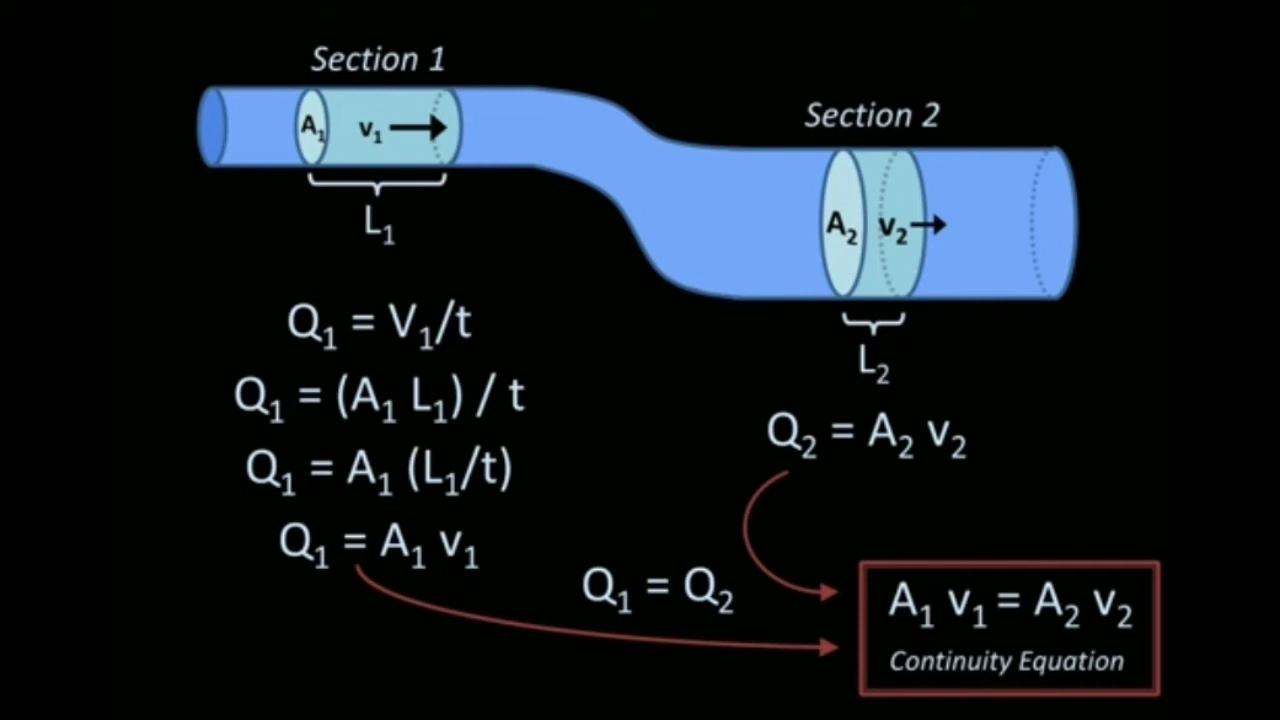 Section 1
Section 2
A₁ v₁
A₂ v₂
L₁
L₂
Q₁ = V₁/t
Q₁ = (A₁ L₁) / t
Q₂ = A₂ v₂
Q₁ = A₁ (L₁/t)
Q₁ = A₁ v₁
Q₁ = Q₂
A₁ v₁ = A₂ v₂
Continuity Equation